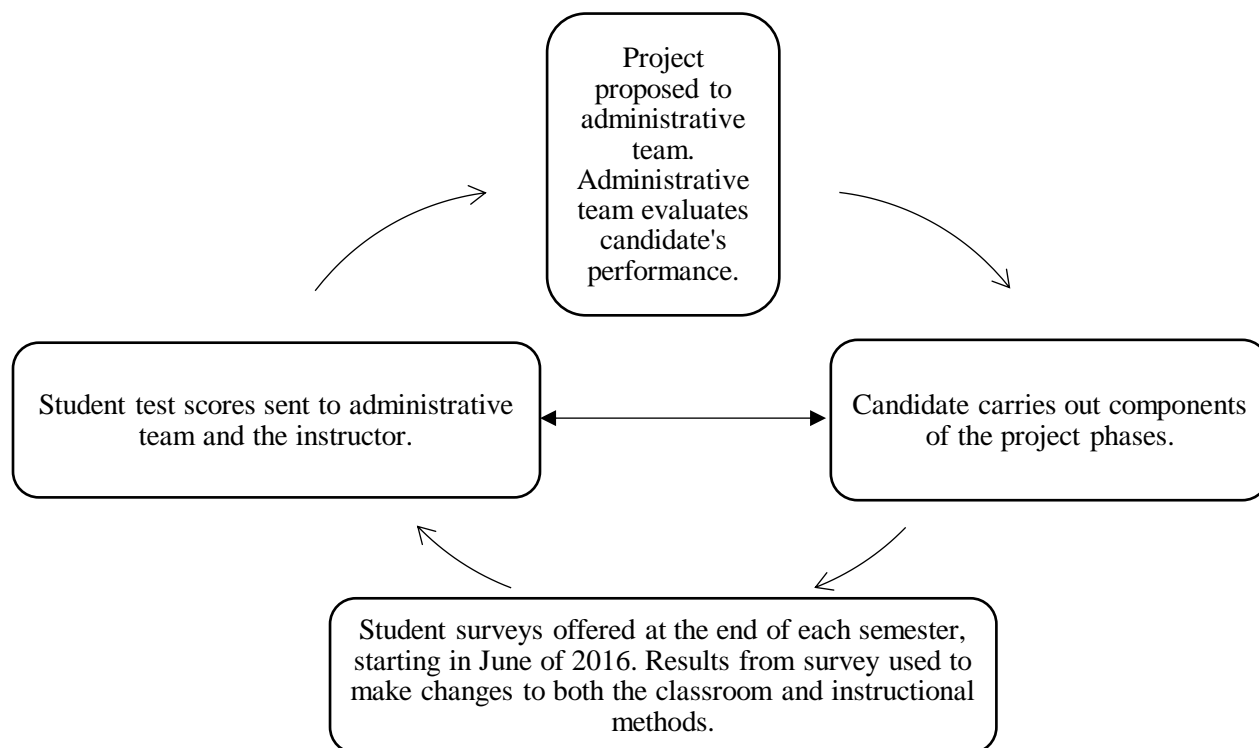 Project
proposed to
administrative
team.
Administrative
team evaluates
candidate's
performance.
Student test scores sent to administrative
team and the instructor.
Candidate carries out components
of the project phases.
Student surveys offered at the end of each semester,
starting in June of 2016. Results from survey used to
make changes to both the classroom and instructional
methods.